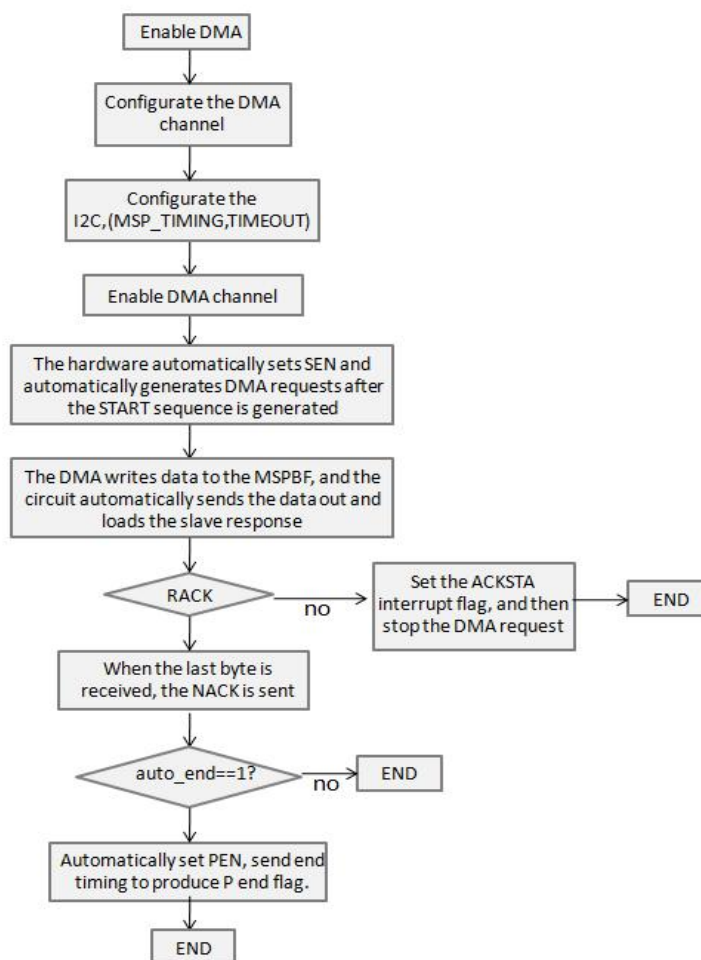 Enable DMA
Configurate the DMA
channel
Configurate the
I2C,(MSP_TIMING,TIMEOUT)
Enable DMA channel
The hardware automatically sets SEN and
automatically generates DMA requests after
the START sequence is generated
The DMA writes data to the MSPBF, and the
circuit automatically sends the data out and
loads the slave response
RACK
no
Set the ACKSTA
interrupt flag, and then
stop the DMA request
END
When the last byte is
received, the NACK is sent
auto_end==1?
no
END
Automatically set PEN, send end
timing to produce P end flag.
END